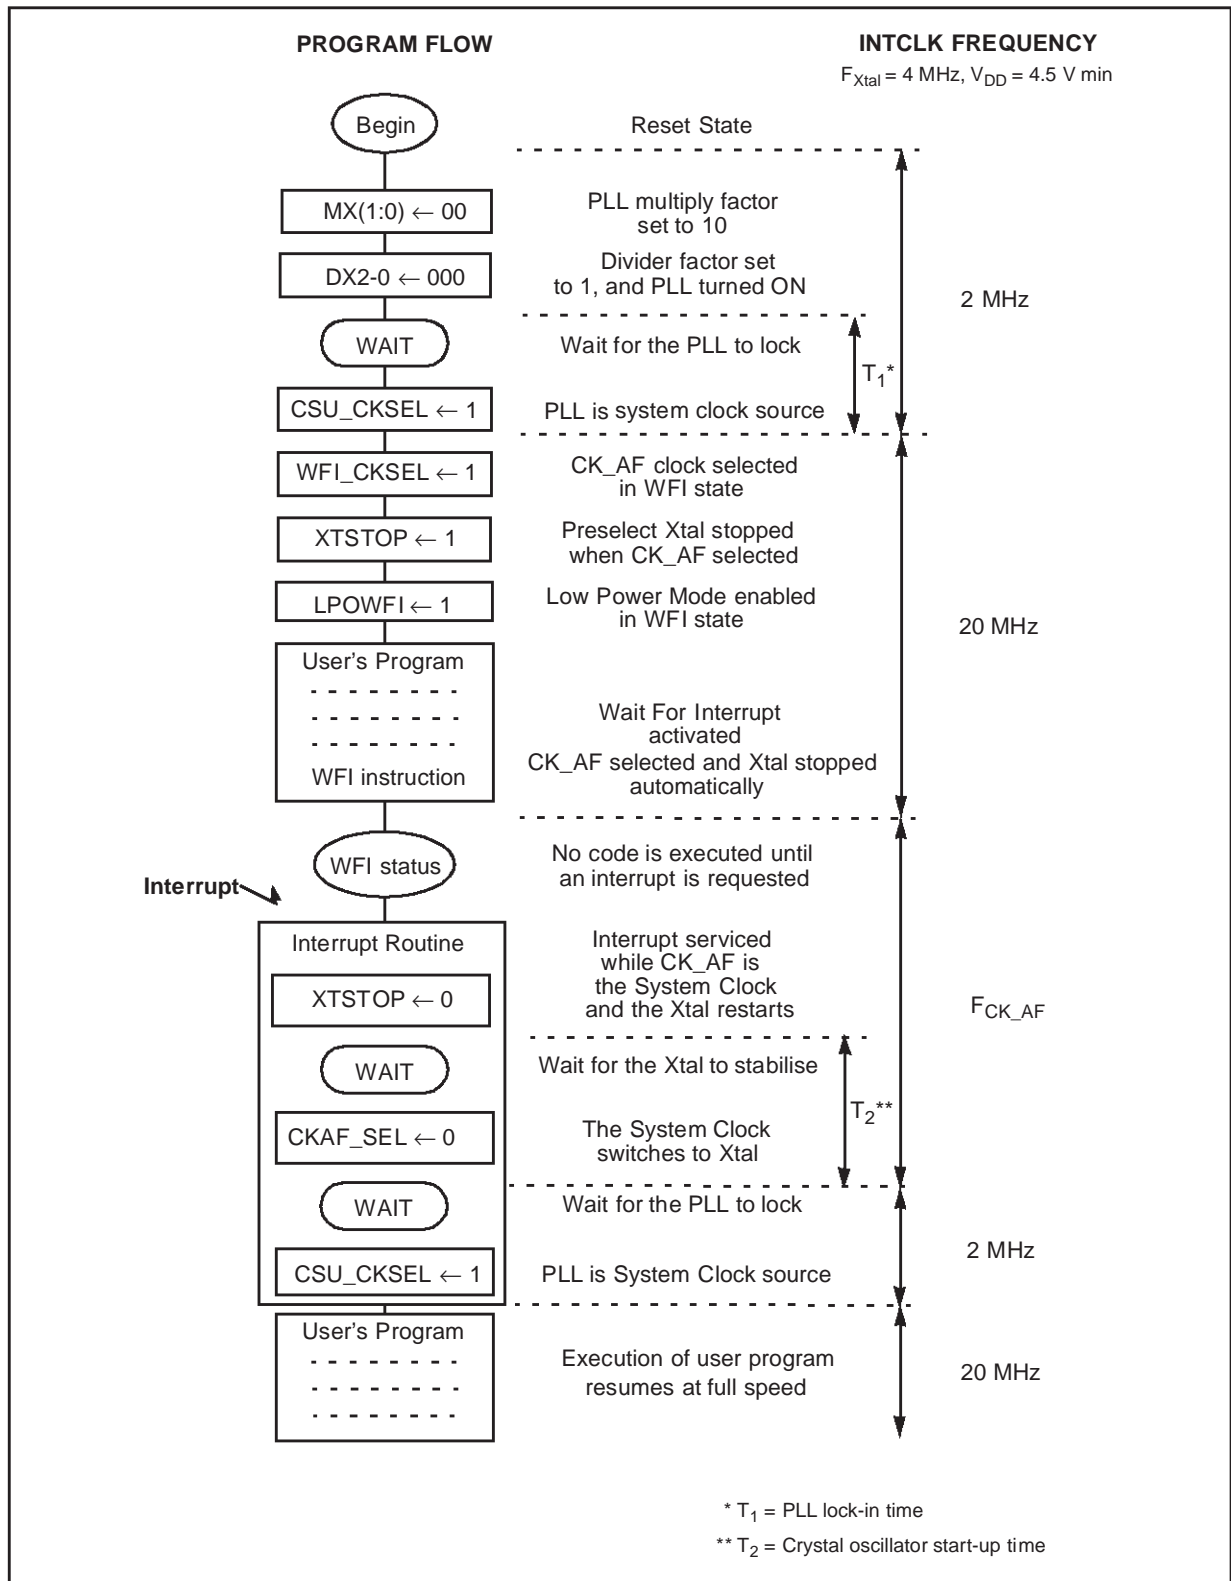 PROGRAM FLOW
INTCLK FREQUENCY
F_Xtal = 4 MHz, V_DD = 4.5 V min
Begin
Reset State
MX(1:0) ← 00
PLL multiply factor
set to 10
DX2-0 ← 000
Divider factor set
to 1, and PLL turned ON
2 MHz
WAIT
Wait for the PLL to lock
T_1*
CSU_CKSEL ← 1
PLL is system clock source
WFI_CKSEL ← 1
CK_AF clock selected
in WFI state
XTSTOP ← 1
Preselect Xtal stopped
when CK_AF selected
LPOWFI ← 1
Low Power Mode enabled
in WFI state
20 MHz
User's Program
Wait For Interrupt
activated
CK_AF selected and Xtal stopped
automatically
WFI instruction
WFI status
No code is executed until
an interrupt is requested
Interrupt
Interrupt Routine
Interrupt serviced
while CK_AF is
the System Clock
and the Xtal restarts
XTSTOP ← 0
F_CK_AF
WAIT
Wait for the Xtal to stabilise
T_2**
CKAF_SEL ← 0
The System Clock
switches to Xtal
WAIT
Wait for the PLL to lock
2 MHz
CSU_CKSEL ← 1
PLL is System Clock source
User's Program
Execution of user program
resumes at full speed
20 MHz
* T_1 = PLL lock-in time
** T_2 = Crystal oscillator start-up time